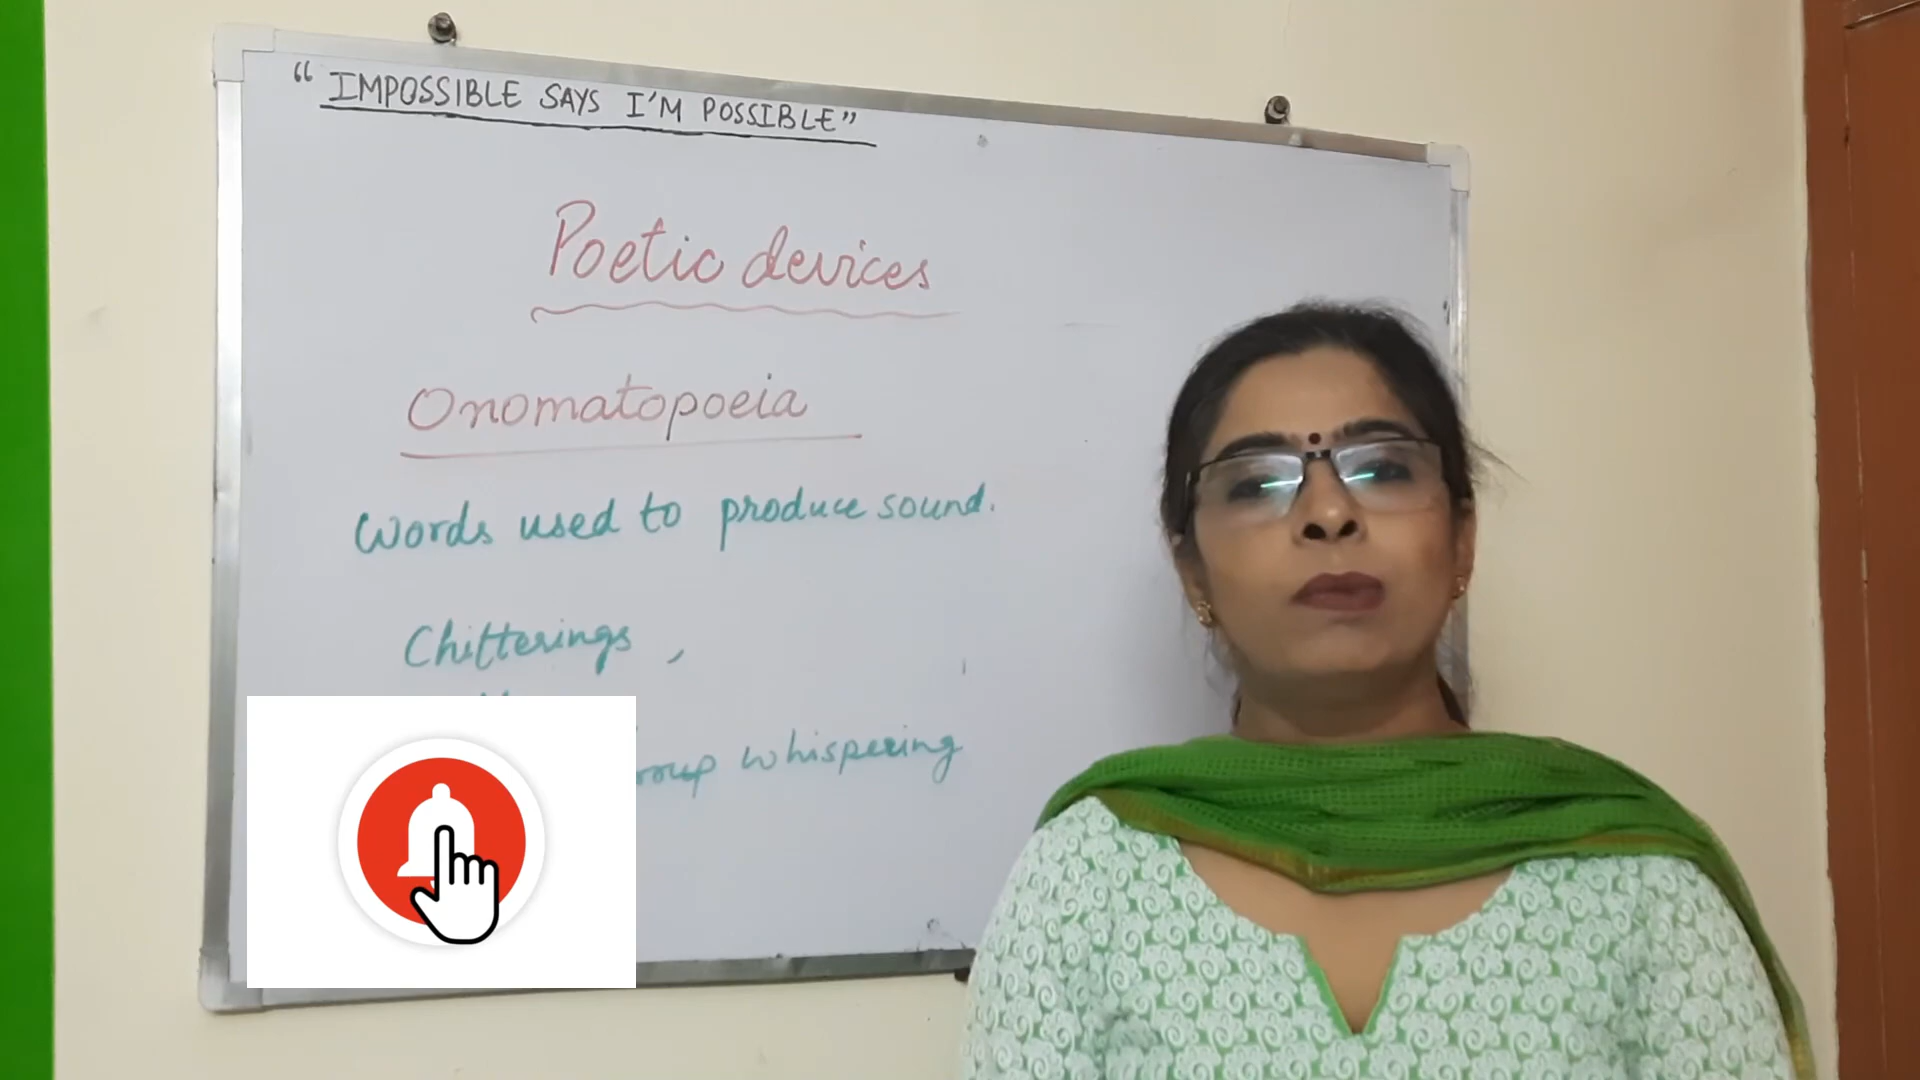 “IMPOSSIBLE SAYS I’M POSSIBLE”
Poetic devices
Onomatopoeia
Words used to produce sound.
Chitterings ,
whispering